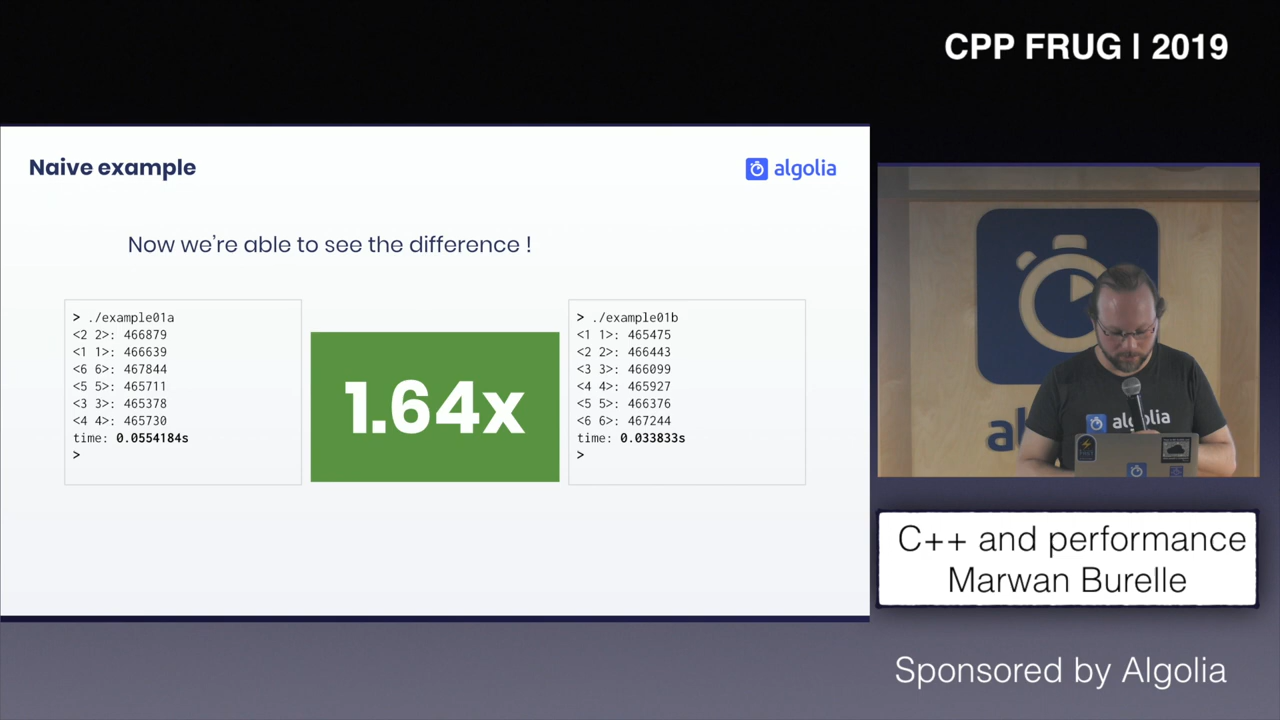 CPP FRUG | 2019
Naive example
algolia
Now we're able to see the difference !
> ./example01a
<2 2>: 466879
<1 1>: 466639
<6 6>: 467844
<5 5>: 465711
<3 3>: 465378
<4 4>: 465730
time: 0.0554184s
>
1.64x
> ./example01b
<1 1>: 465475
<2 2>: 466443
<3 3>: 466099
<4 4>: 465927
<5 5>: 466376
<6 6>: 467244
time: 0.033833s
>
algolia
C++ and performance
Marwan Burelle
Sponsored by Algolia